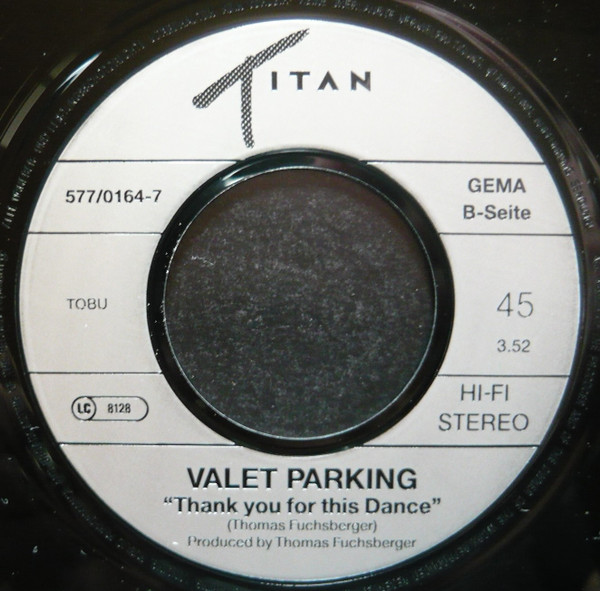 TITAN
577/0164-7
GEMA
B-Seite
TOBU
45
3.52
LC 8128
HI-FI
STEREO
VALET PARKING
“Thank you for this Dance”
(Thomas Fuchsberger)
Produced by Thomas Fuchsberger